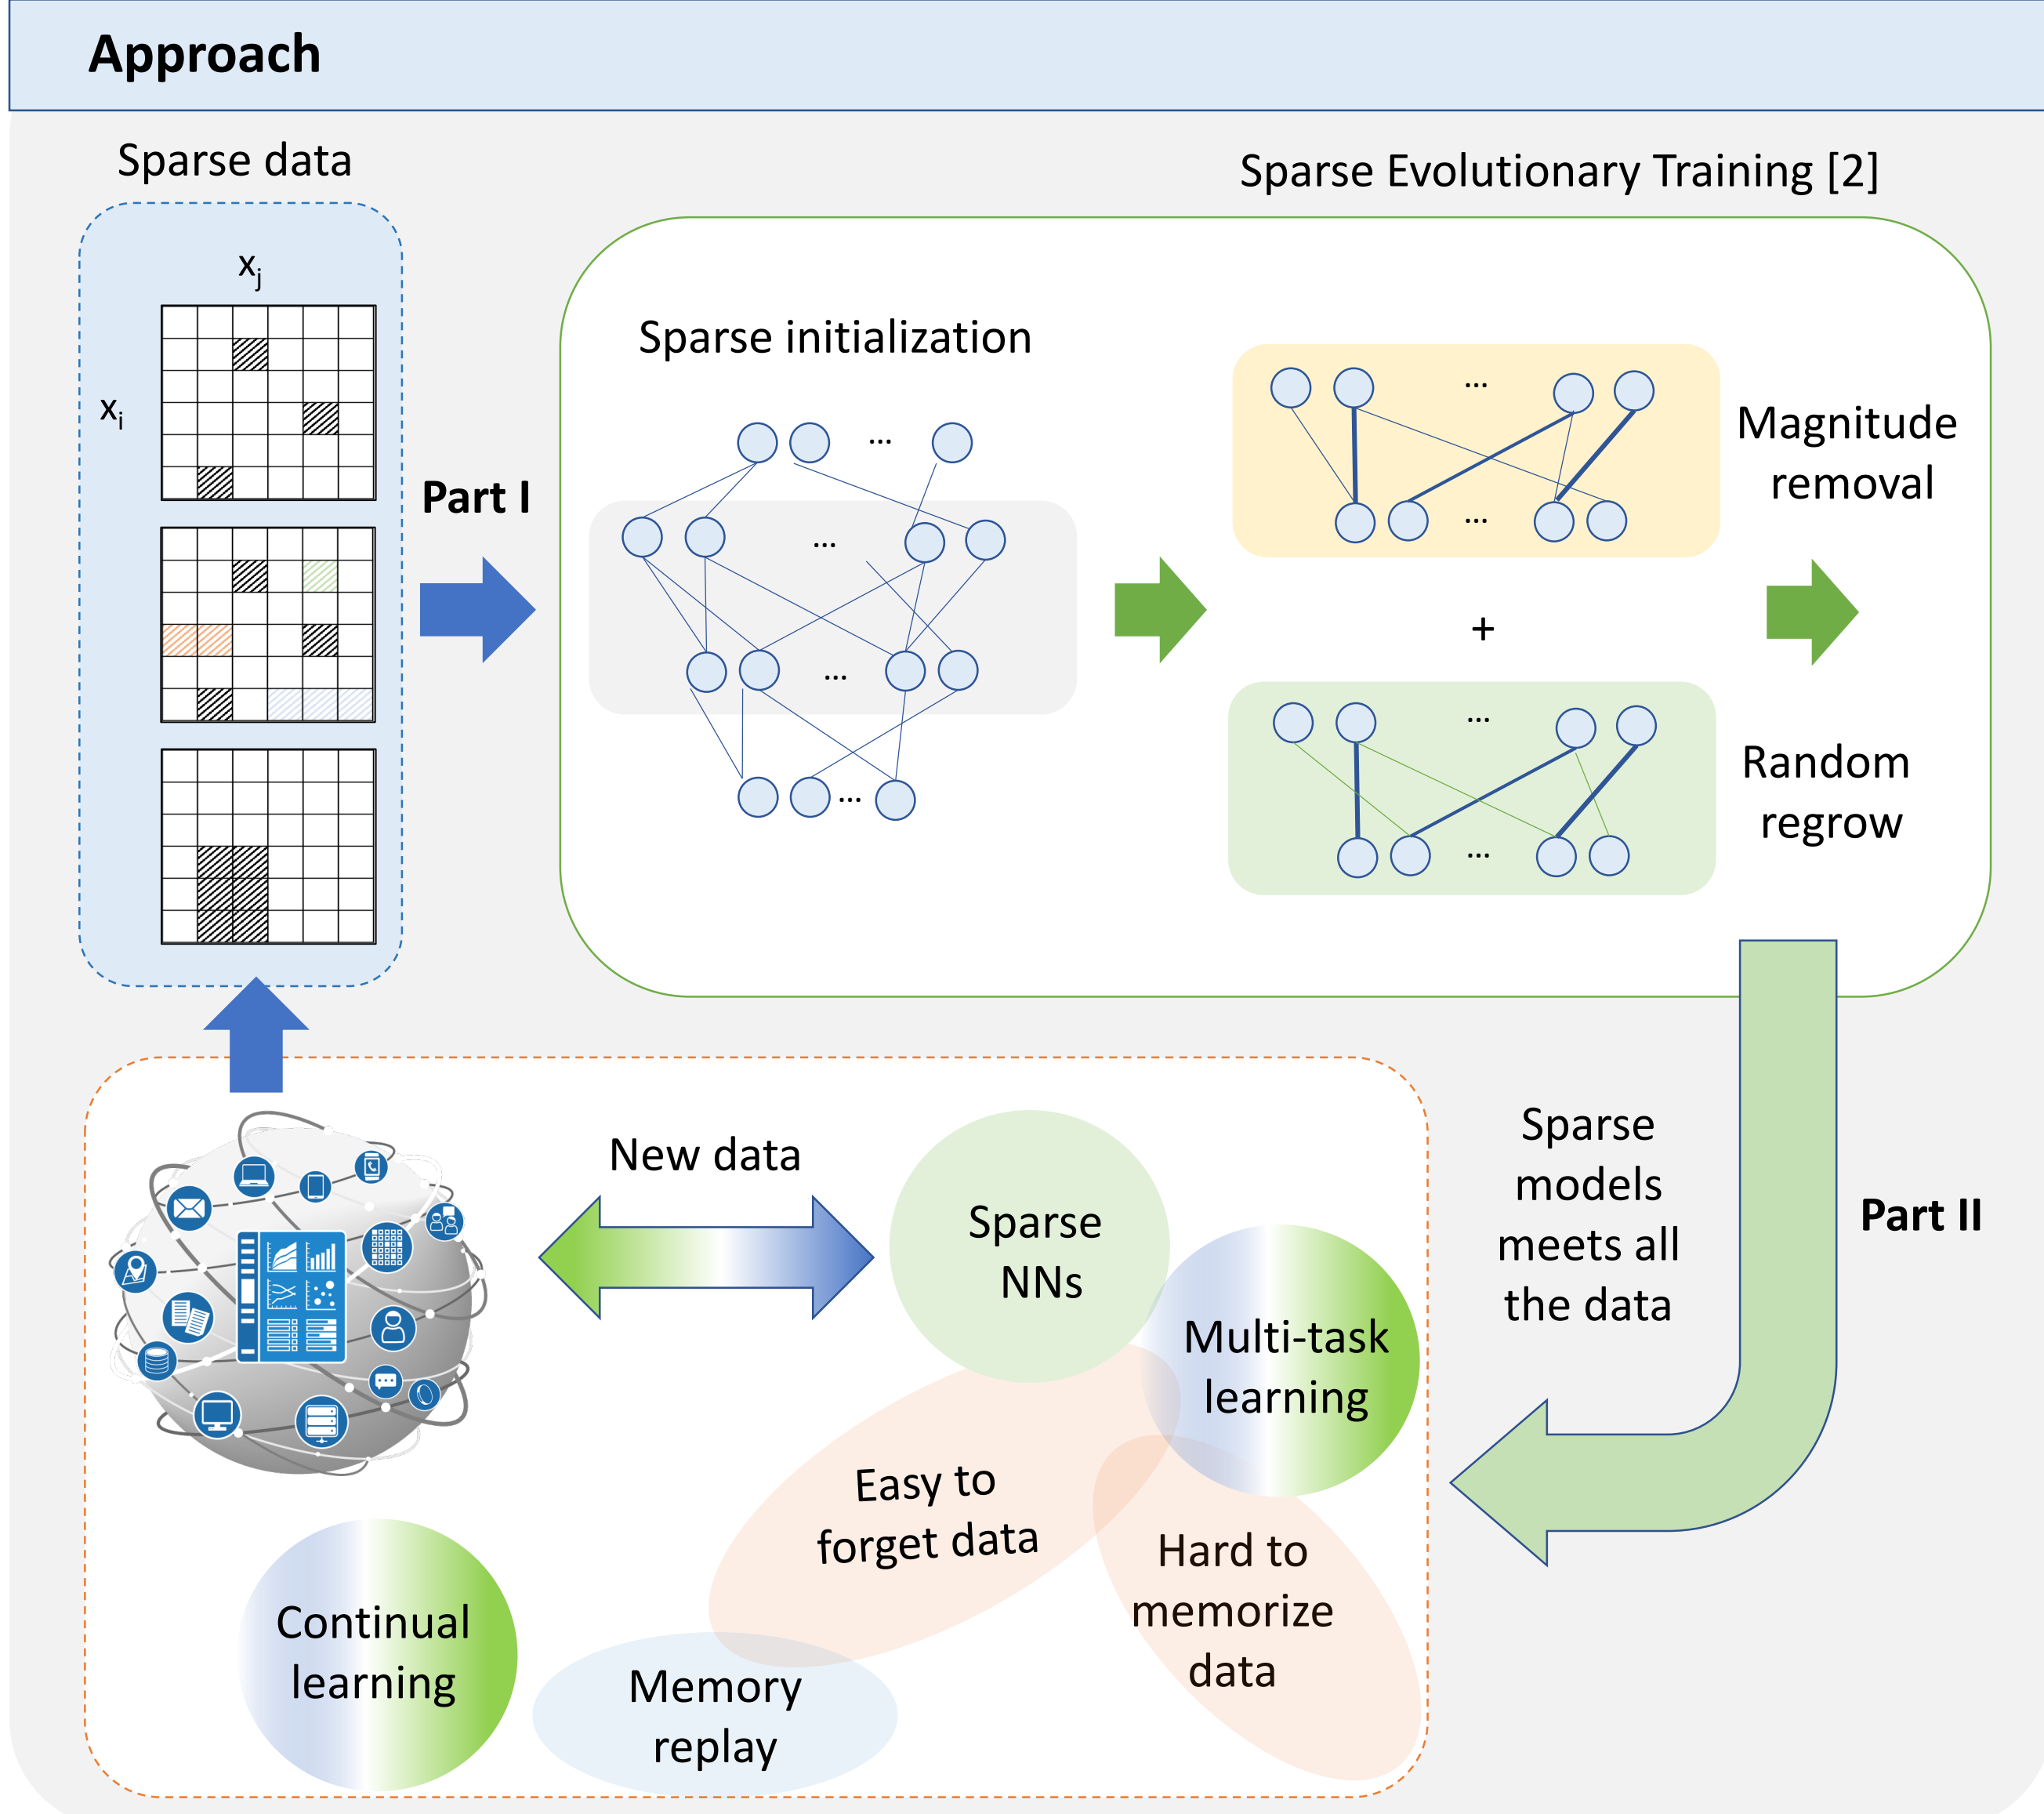 Approach
Sparse data
x_j
x_i
Part I
Sparse Evolutionary Training [2]
Sparse initialization
...
...
...
...
...
...
Magnitude
removal
+
...
...
Random
regrow
Sparse
models
meets all
the data
Part II
New data
Sparse
NNs
Multi-task
learning
Easy to
forget data
Hard to
memorize
data
Continual
learning
Memory
replay